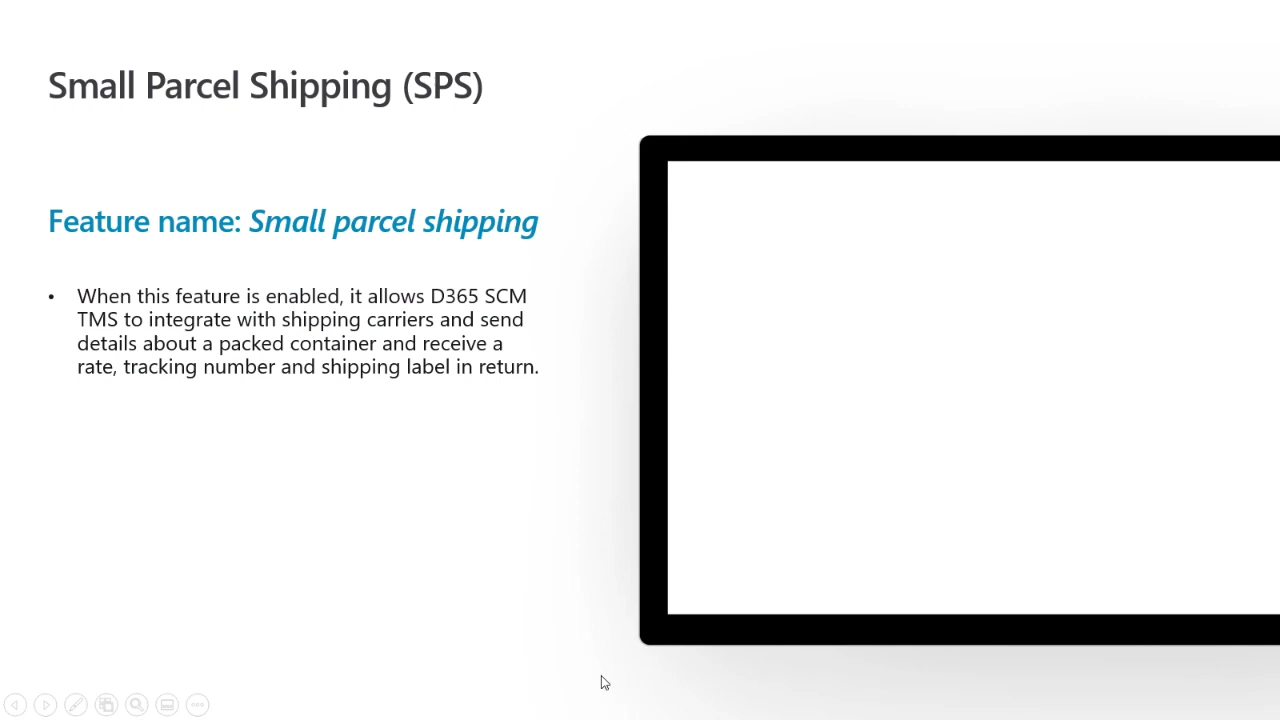 Small Parcel Shipping (SPS)
Feature name: Small parcel shipping
• When this feature is enabled, it allows D365 SCM
TMS to integrate with shipping carriers and send
details about a packed container and receive a
rate, tracking number and shipping label in return.